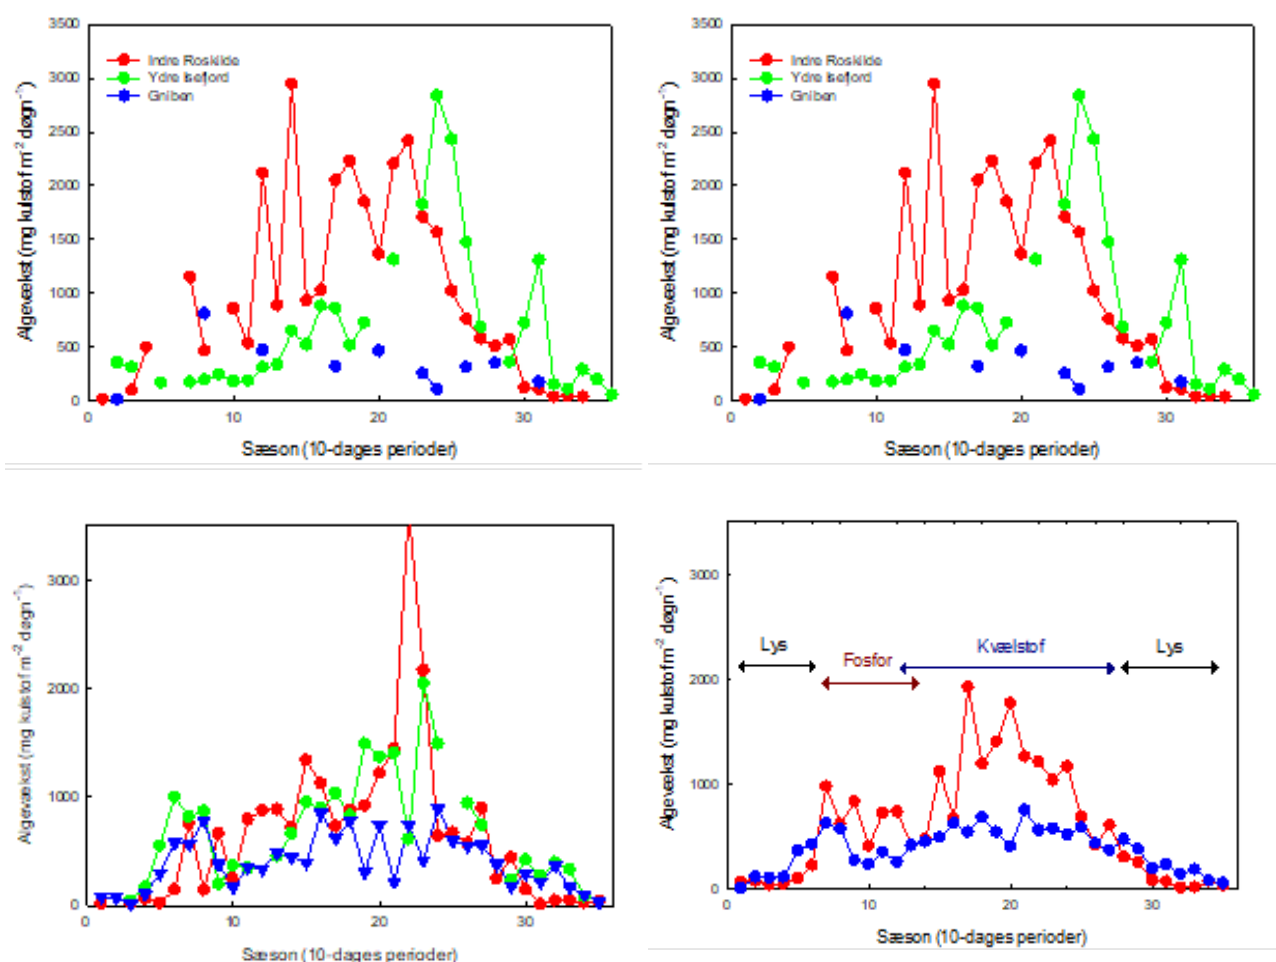 3500
3000
2500
2000
1500
1000
500
0
Algevækst (mg kulstof m-2 døgn-1)
Indre Roskilde
Ydre Isefjord
Gniben
0 10 20 30
Sæson (10-dages perioder)
3500
3000
2500
2000
1500
1000
500
0
Algevækst (mg kulstof m-2 døgn-1)
Indre Roskilde
Ydre Isefjord
Gniben
0 10 20 30
Sæson (10-dages perioder)
3000
2000
1000
0
Algevækst (mg kulstof m-2 døgn-1)
0 10 20 30
Sæson (10-dages perioder)
3000
2000
1000
0
Algevækst (mg kulstof m-2 døgn-1)
Lys
Fosfor
Kvælstof
Lys
0 10 20 30
Sæson (10-dages perioder)